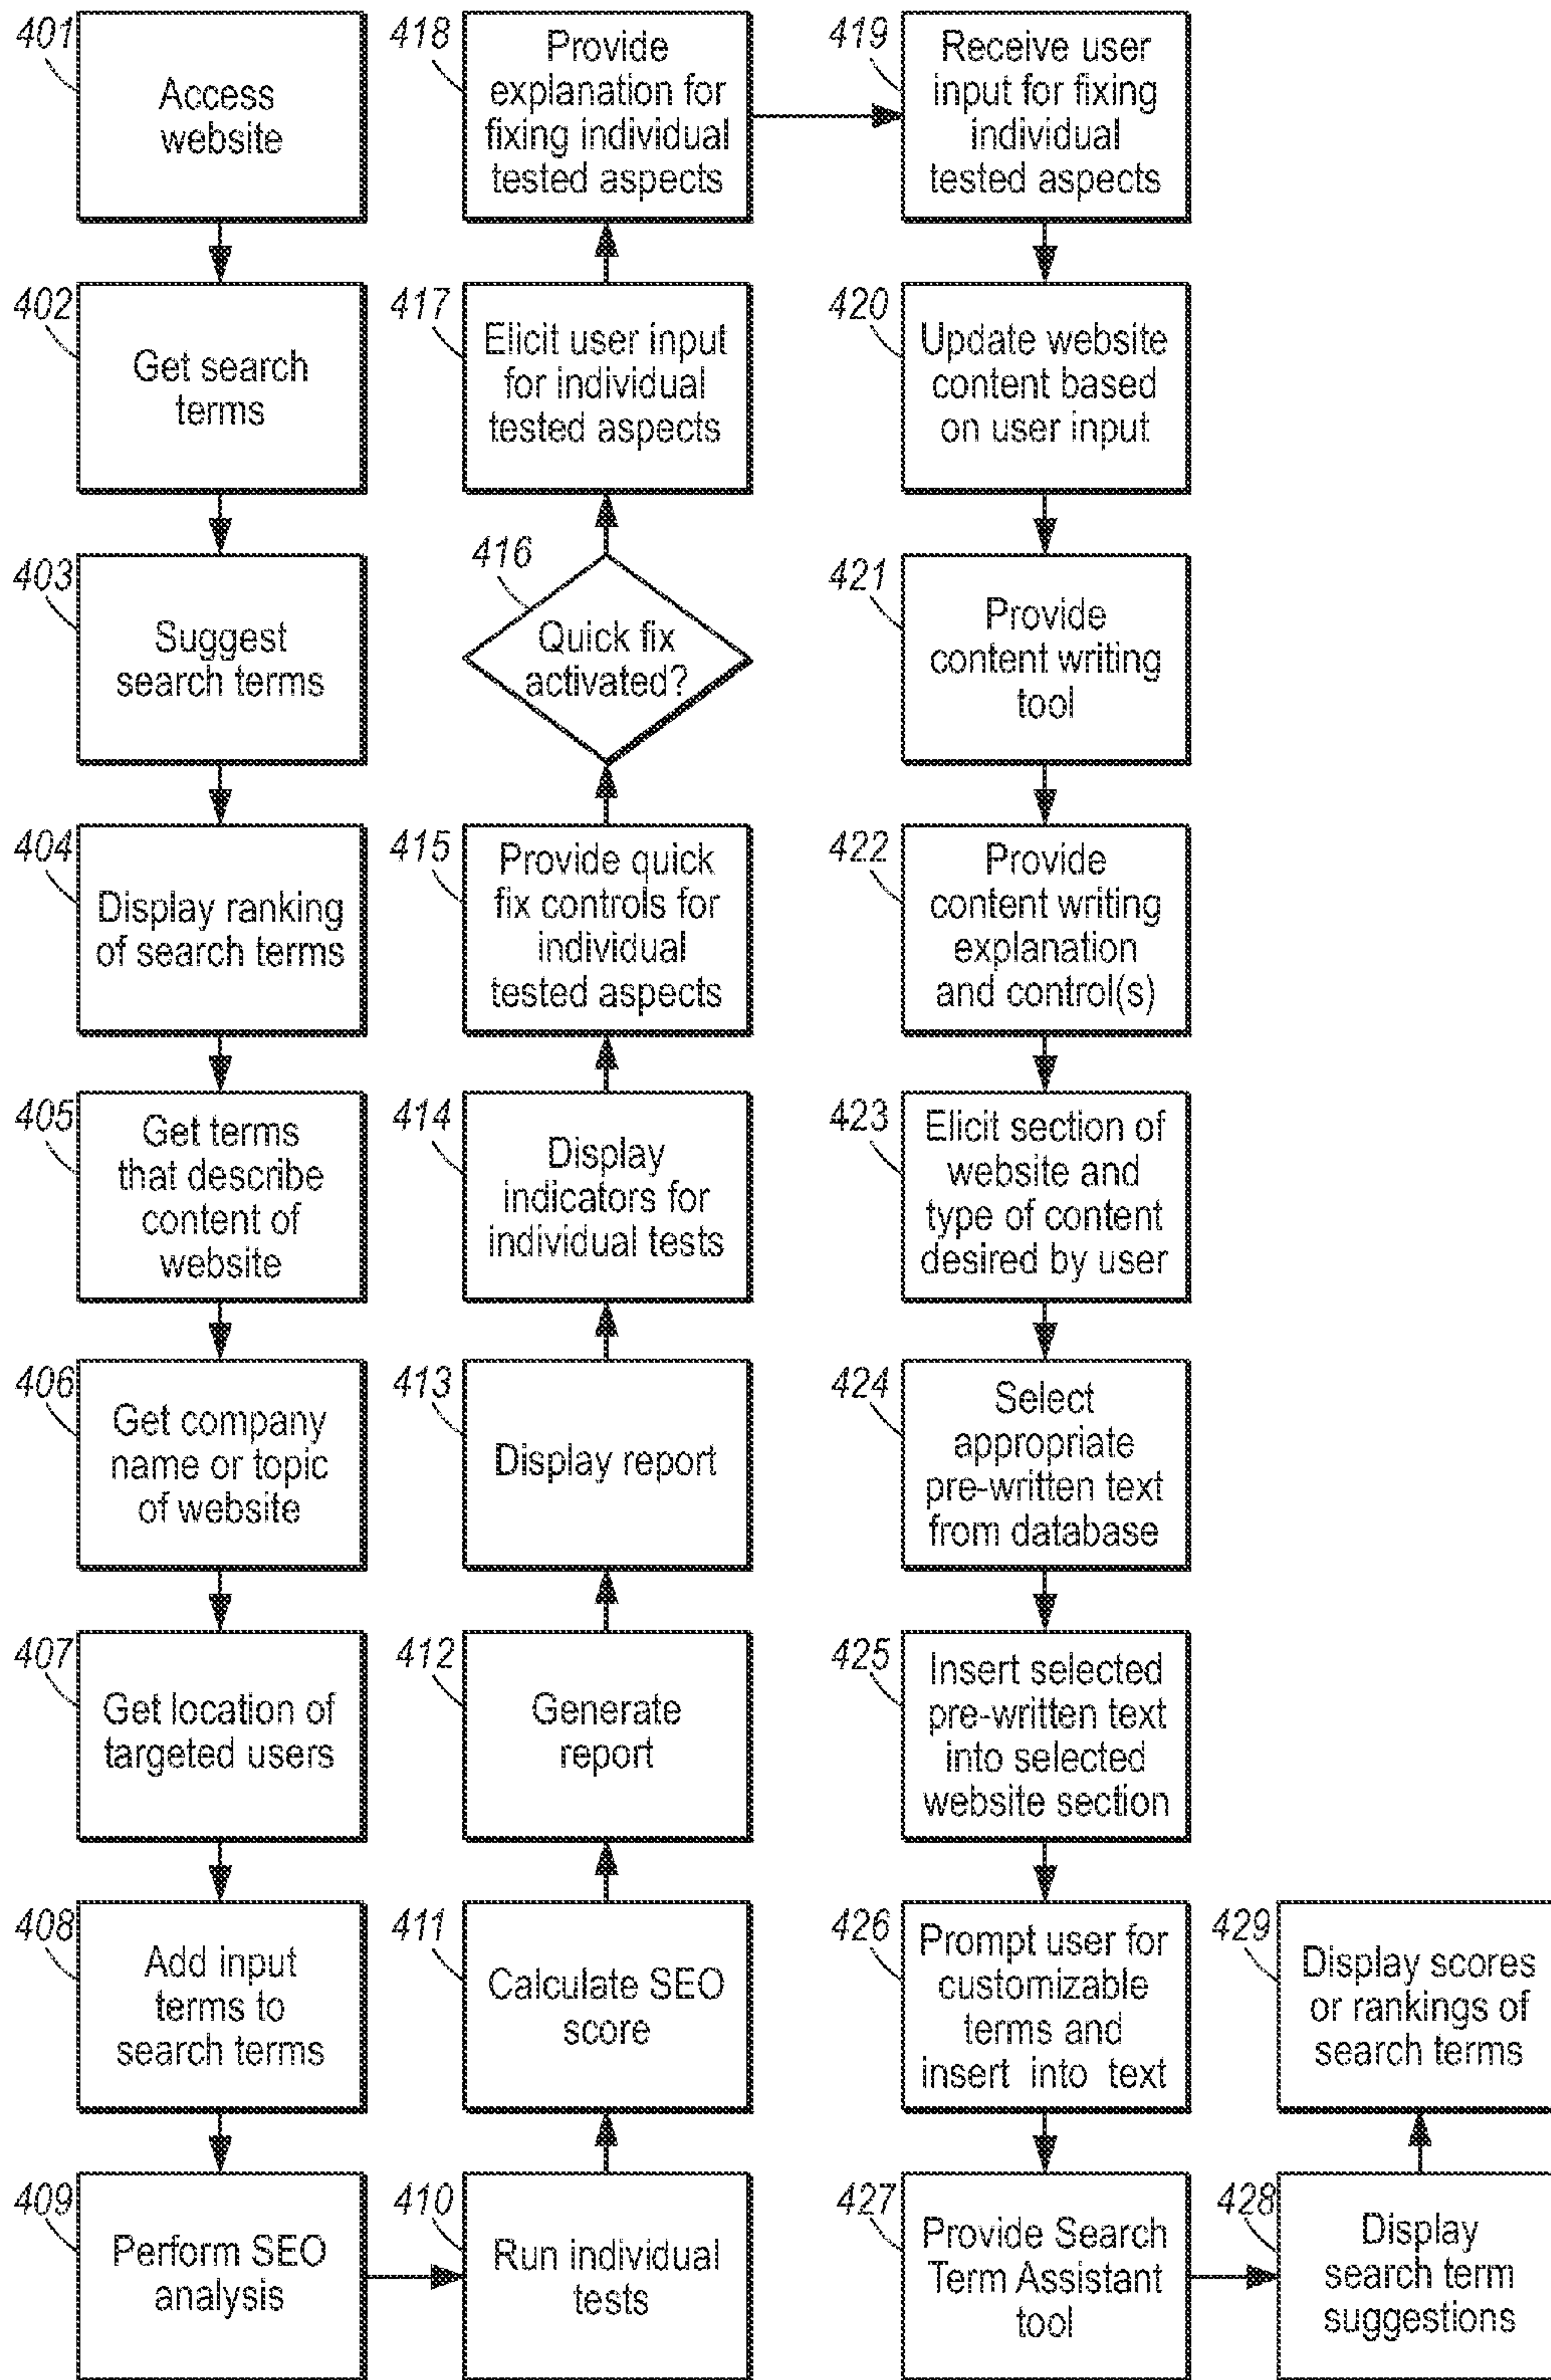 401
Access
website
402
Get search
terms
403
Suggest
search terms
404
Display ranking
of search terms
405
Get terms
that describe
content of
website
406
Get company
name or topic
of website
407
Get location of
targeted users
408
Add input
terms to
search terms
409
Perform SEO
analysis
410
Run individual
tests
411
Calculate SEO
score
412
Generate
report
413
Display report
414
Display
indicators for
individual tests
415
Provide quick
fix controls for
individual
tested aspects
416
Quick fix
activated?
417
Elicit user input
for individual
tested aspects
418
Provide
explanation for
fixing individual
tested aspects
419
Receive user
input for fixing
individual
tested aspects
420
Update website
content based
on user input
421
Provide
content writing
tool
422
Provide
content writing
explanation
and control(s)
423
Elicit section of
website and
type of content
desired by user
424
Select
appropriate
pre-written text
from database
425
Insert selected
pre-written text
into selected
website section
426
Prompt user for
customizable
terms and
insert into text
427
Provide Search
Term Assistant
tool
428
Display
search term
suggestions
429
Display scores
or rankings of
search terms